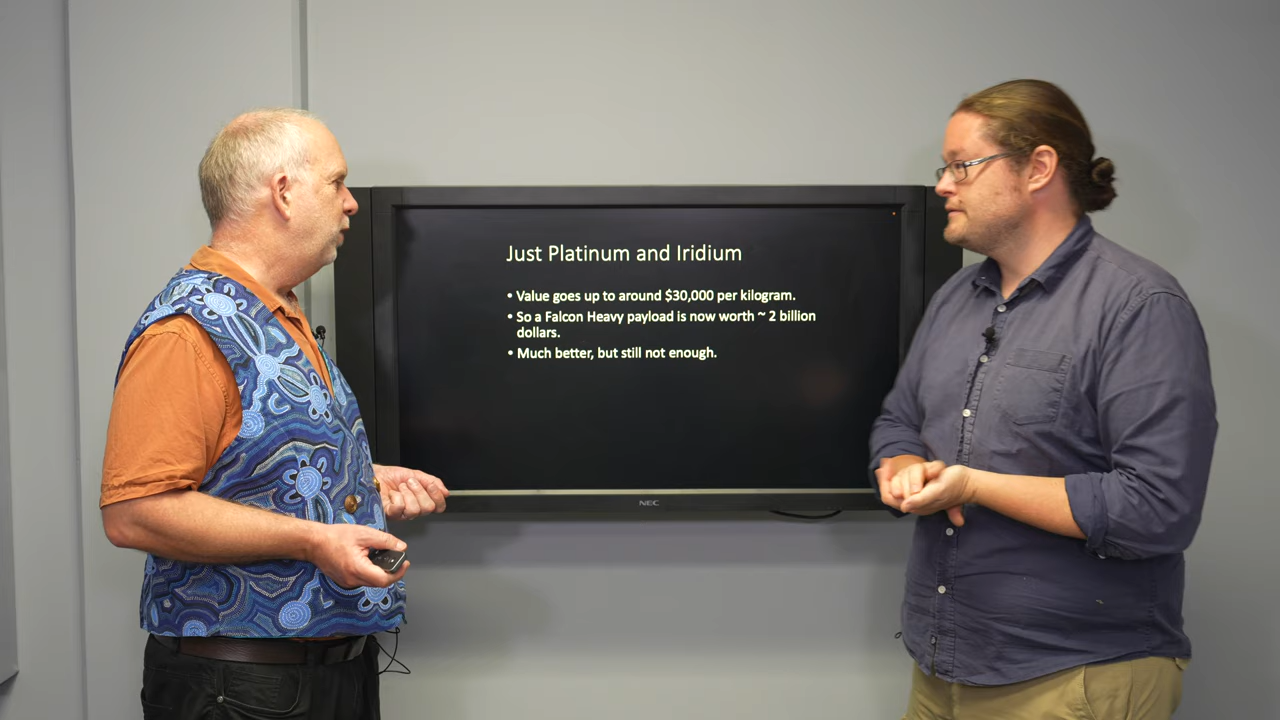 Just Platinum and Iridium
• Value goes up to around $30,000 per kilogram.
• So a Falcon Heavy payload is now worth ~ 2 billion
dollars.
• Much better, but still not enough.
NEC